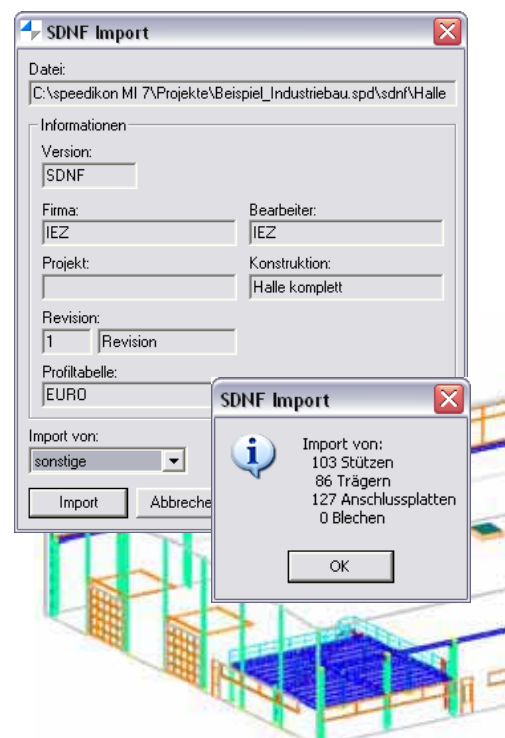 SDNF Import
Datei:
C:\speedikon MI 7\Projekte\Beispiel_Industriebau.spd\sdnf\Halle
Informationen
Version:
SDNF
Firma: Bearbeiter:
IEZ IEZ
Projekt: Konstruktion:
Halle komplett
Revision:
1 Revision
Profiltabelle:
EURO
Import von:
sonstige
Import Abbreche
SDNF Import
Import von:
103 Stützen
86 Trägern
127 Anschlussplatten
0 Blechen
OK